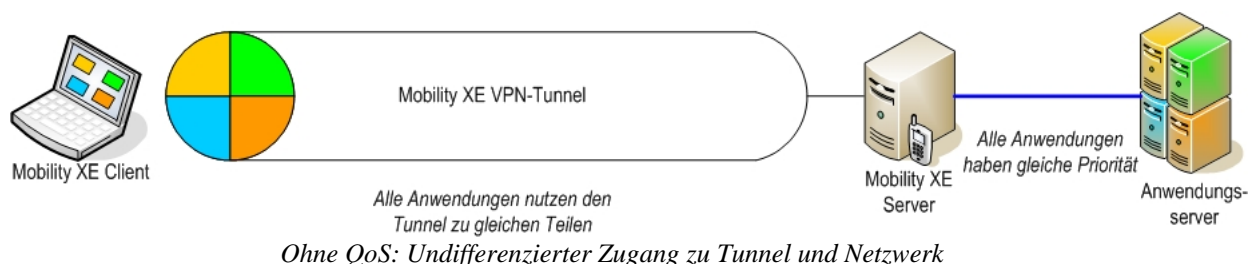 Mobility XE VPN-Tunnel
Mobility XE Client
Alle Anwendungen nutzen den
Tunnel zu gleichen Teilen
Mobility XE
Server
Alle Anwendungen
haben gleiche Priorität
Anwendungs-
server
Ohne QoS: Undifferenzierter Zugang zu Tunnel und Netzwerk